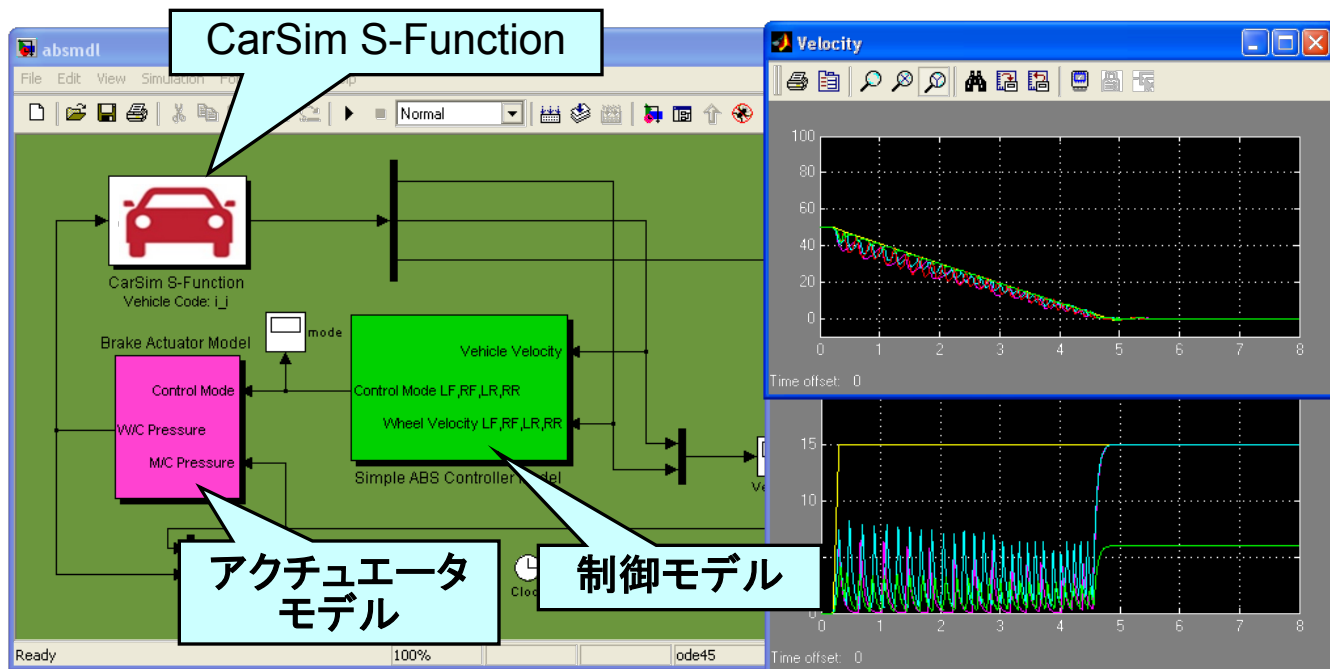 CarSim S-Function
absmdl
File Edit View Simulation
Normal
CarSim S-Function
Vehicle Code: i_i
mode
Brake Actuator Model
Control Mode
W/C Pressure
M/C Pressure
Vehicle Velocity
Control Mode LF,RF,LR,RR
Wheel Velocity LF,RF,LR,RR
Simple ABS Controller Model
アクチュエータ
モデル
制御モデル
Ready
100%
ode45
Velocity
100
80
60
40
20
0
0 1 2 3 4 5 6 7 8
Time offset: 0
15
10
0 1 2 3 4 5 6 7 8
Time offset: 0